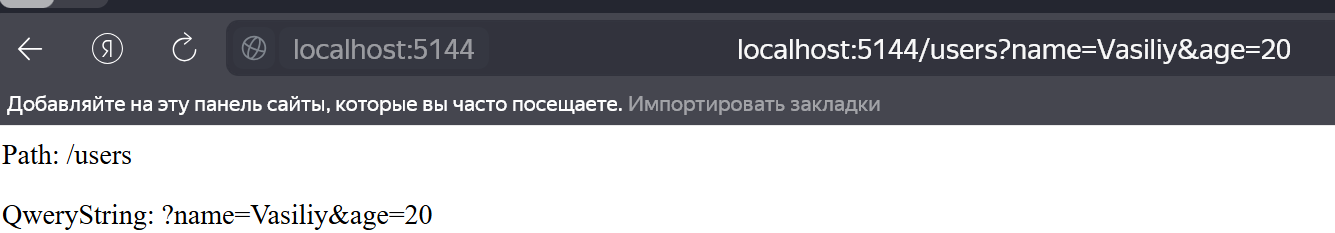 Я localhost:5144 localhost:5144/users?name=Vasiliy&age=20
Добавляйте на эту панель сайты, которые вы часто посещаете. Импортировать закладки
Path: /users
QweryString: ?name=Vasiliy&age=20